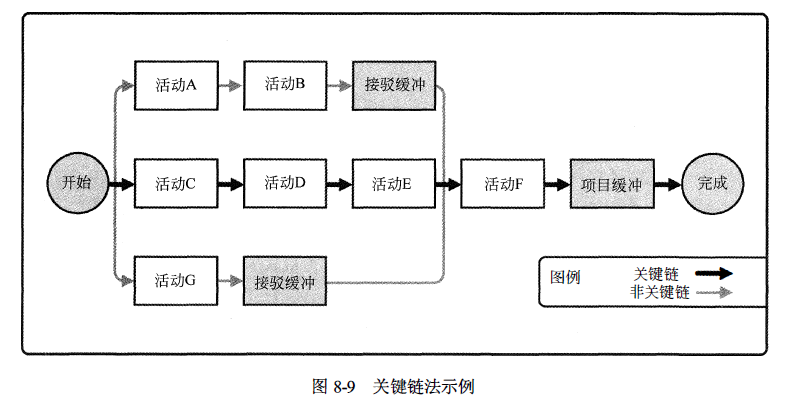 活动A
活动B
接驳缓冲
开始
活动C
活动D
活动E
活动F
项目缓冲
完成
活动G
接驳缓冲
图例
关键链
非关键链
图 8-9 关键链法示例